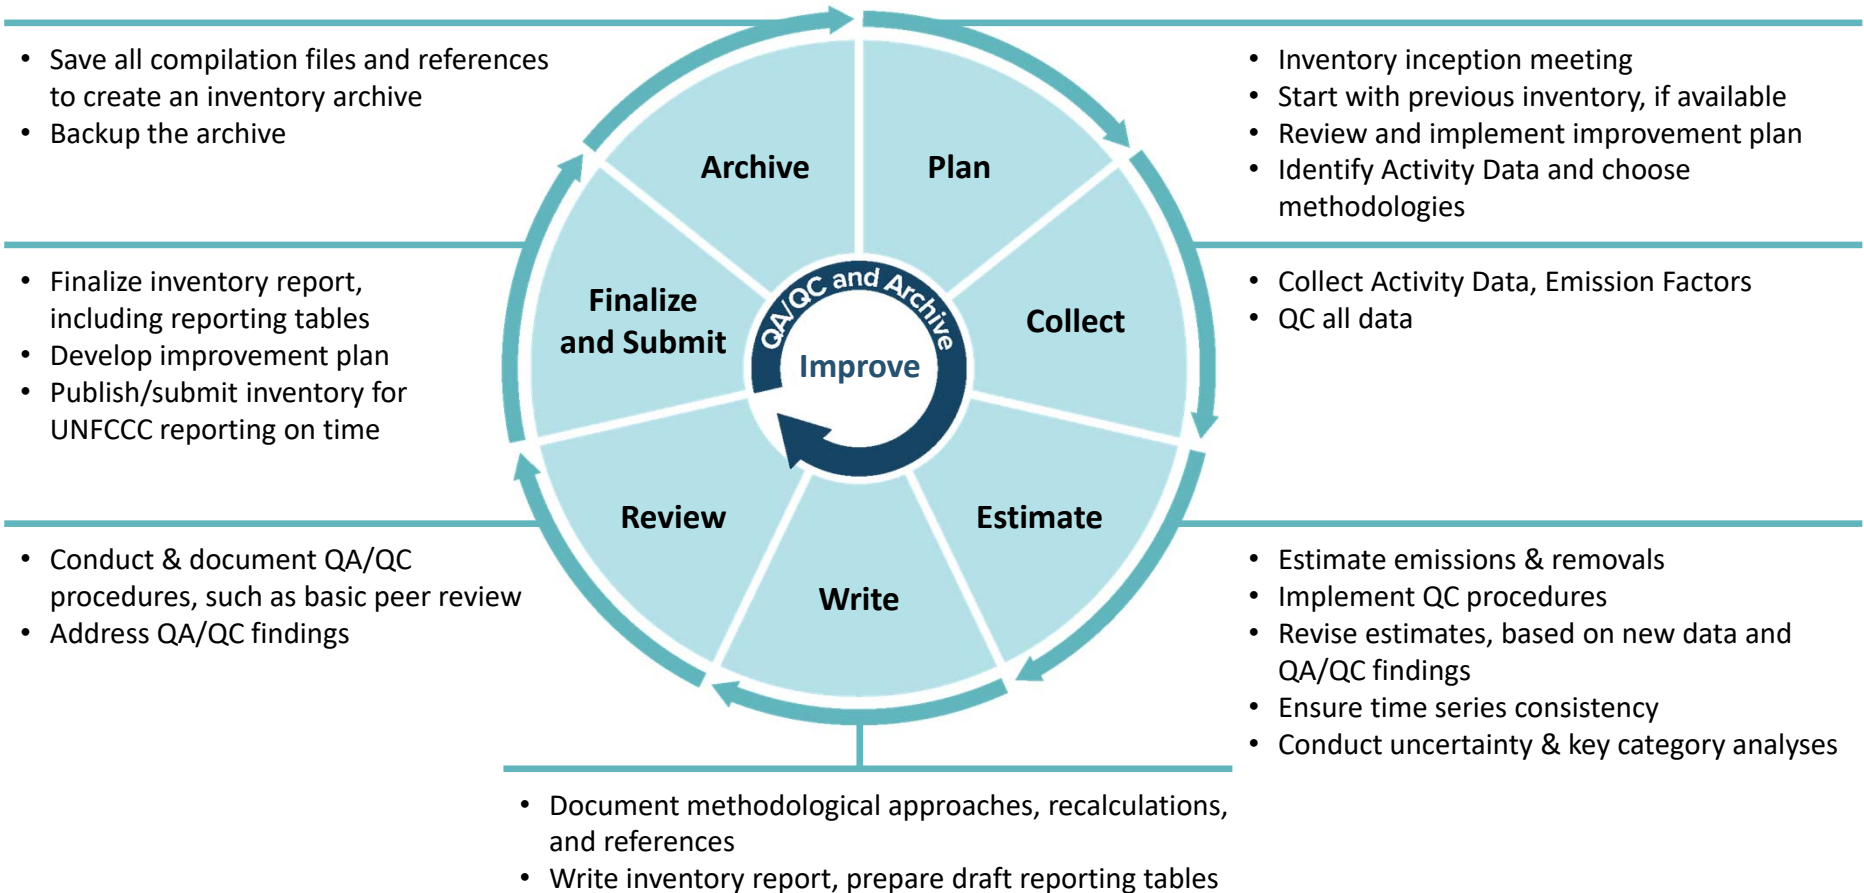 • Save all compilation files and references
to create an inventory archive
• Backup the archive
• Inventory inception meeting
• Start with previous inventory, if available
• Review and implement improvement plan
• Identify Activity Data and choose
methodologies
Archive
Plan
• Finalize inventory report,
including reporting tables
• Develop improvement plan
• Publish/submit inventory for
UNFCCC reporting on time
Finalize
and Submit
QA/QC and Archive
Improve
Collect
• Collect Activity Data, Emission Factors
• QC all data
Review
Write
Estimate
• Conduct & document QA/QC
procedures, such as basic peer review
• Address QA/QC findings
• Estimate emissions & removals
• Implement QC procedures
• Revise estimates, based on new data and
QA/QC findings
• Ensure time series consistency
• Conduct uncertainty & key category analyses
• Document methodological approaches, recalculations,
and references
• Write inventory report, prepare draft reporting tables